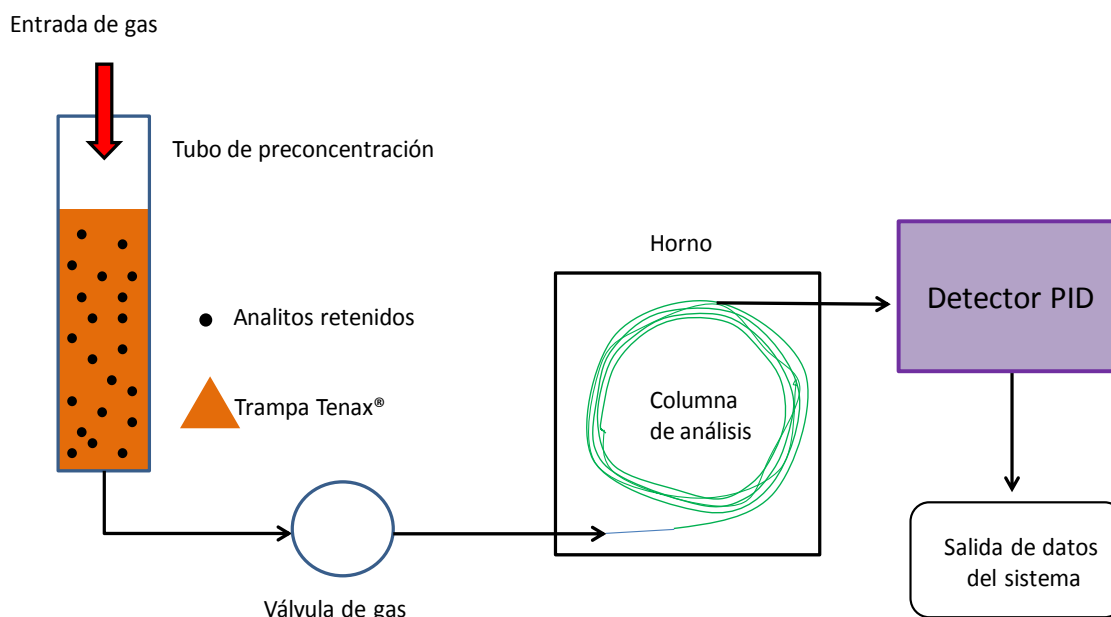 Entrada de gas
Tubo de preconcentración
Horno
Detector PID
Analitos retenidos
Trampa Tenax®
Columna
de análisis
Salida de datos
del sistema
Válvula de gas